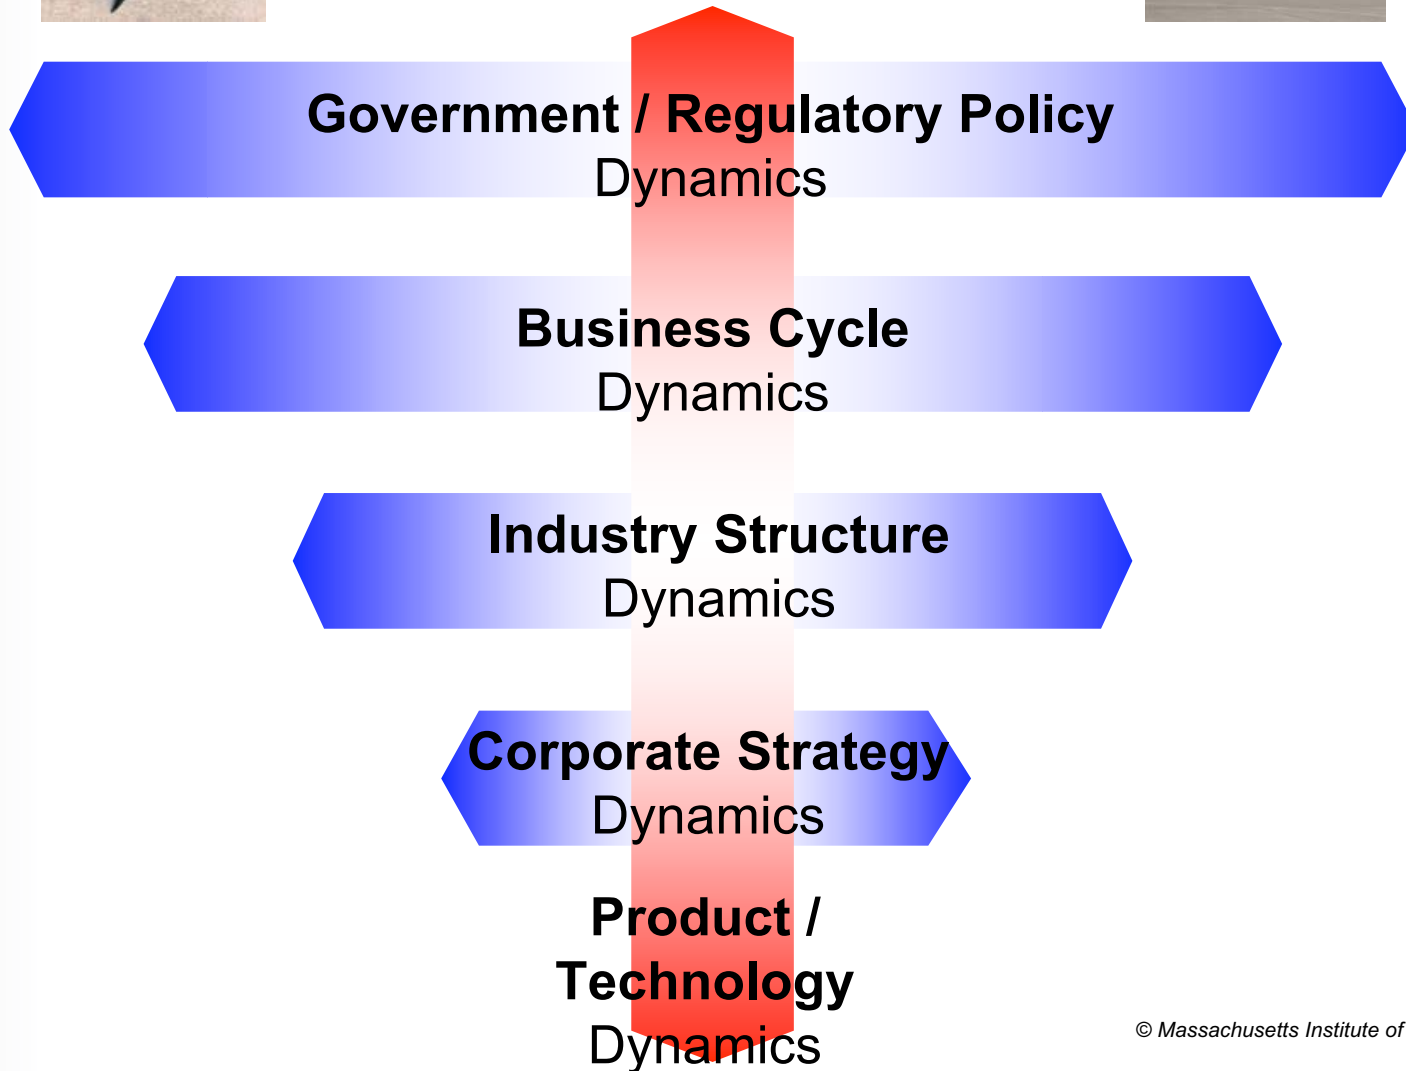 Government / Regulatory Policy
Dynamics
Business Cycle
Dynamics
Industry Structure
Dynamics
Corporate Strategy
Dynamics
Product /
Technology
Dynamics
© Massachusetts Institute of